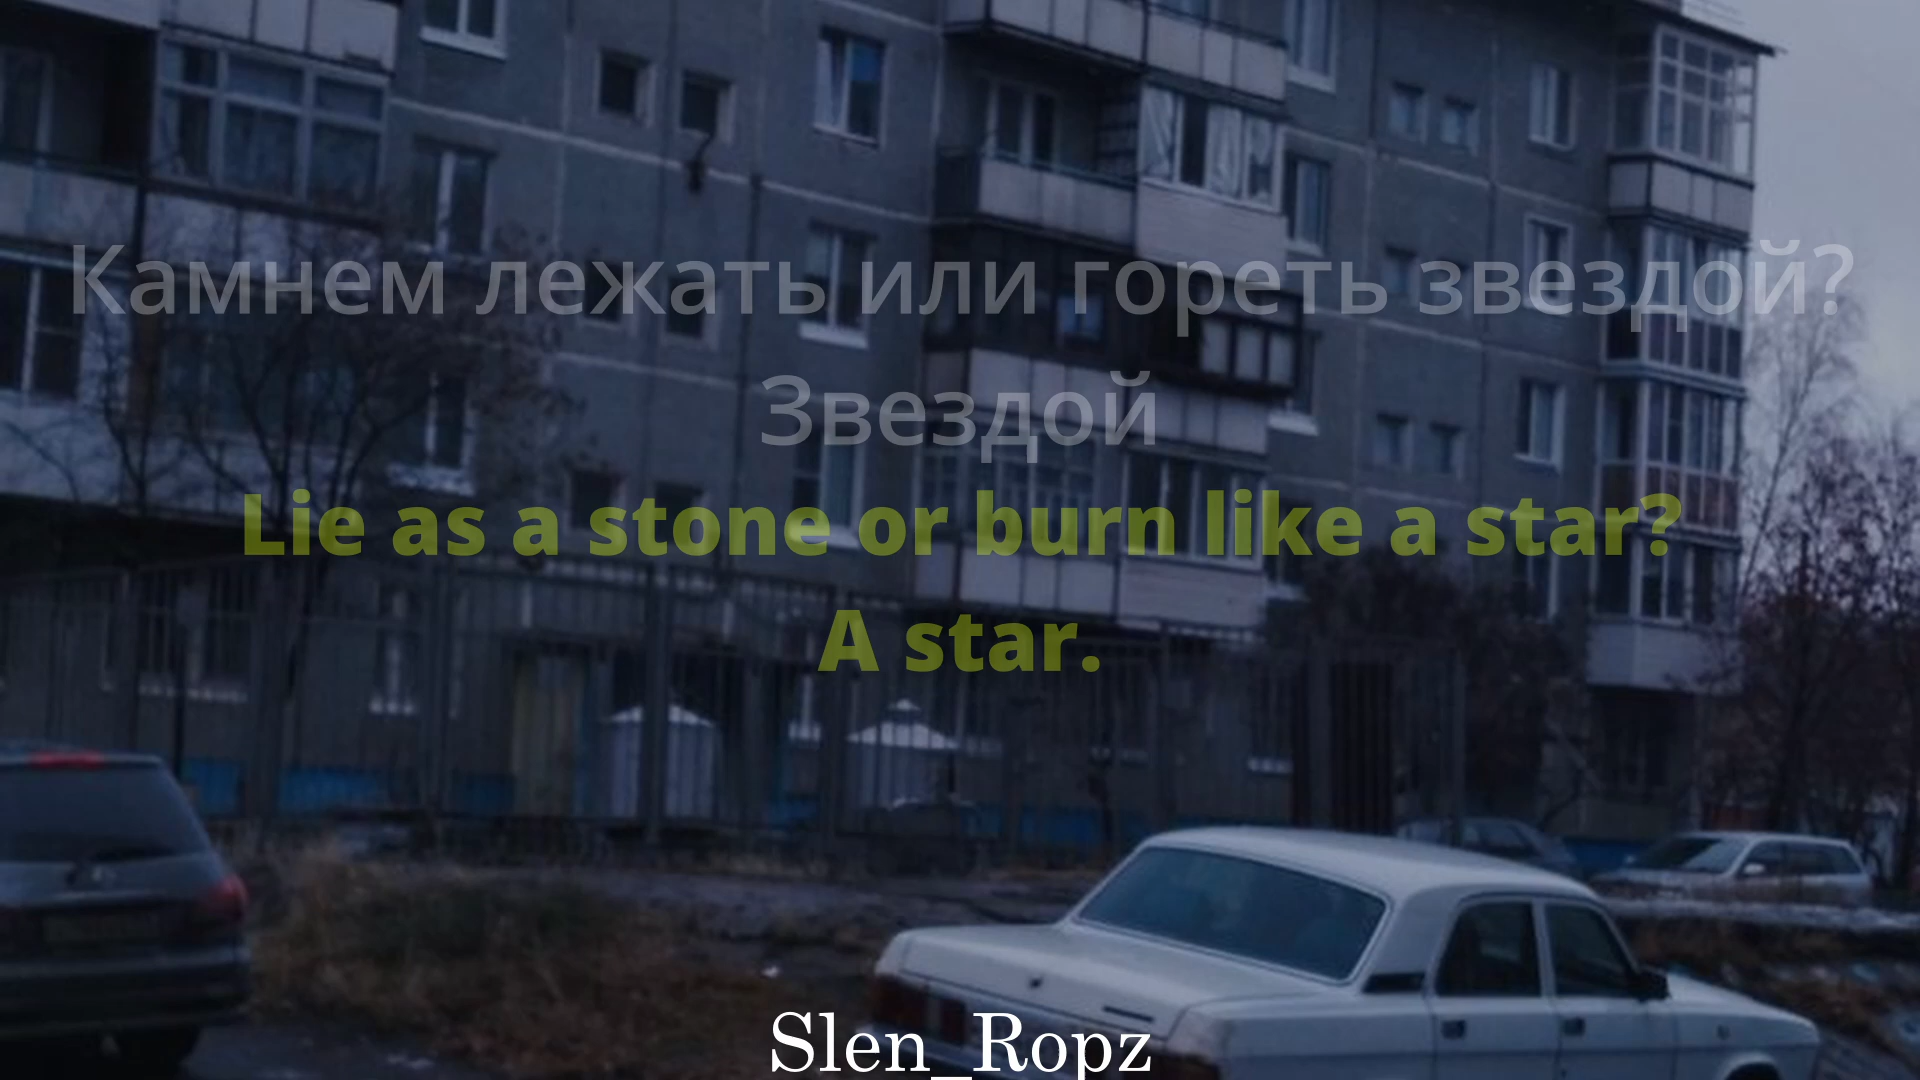 Камнем лежать или гореть звездой?
Звездой
Lie as a stone or burn like a star?
A star.
Slen_Ropz